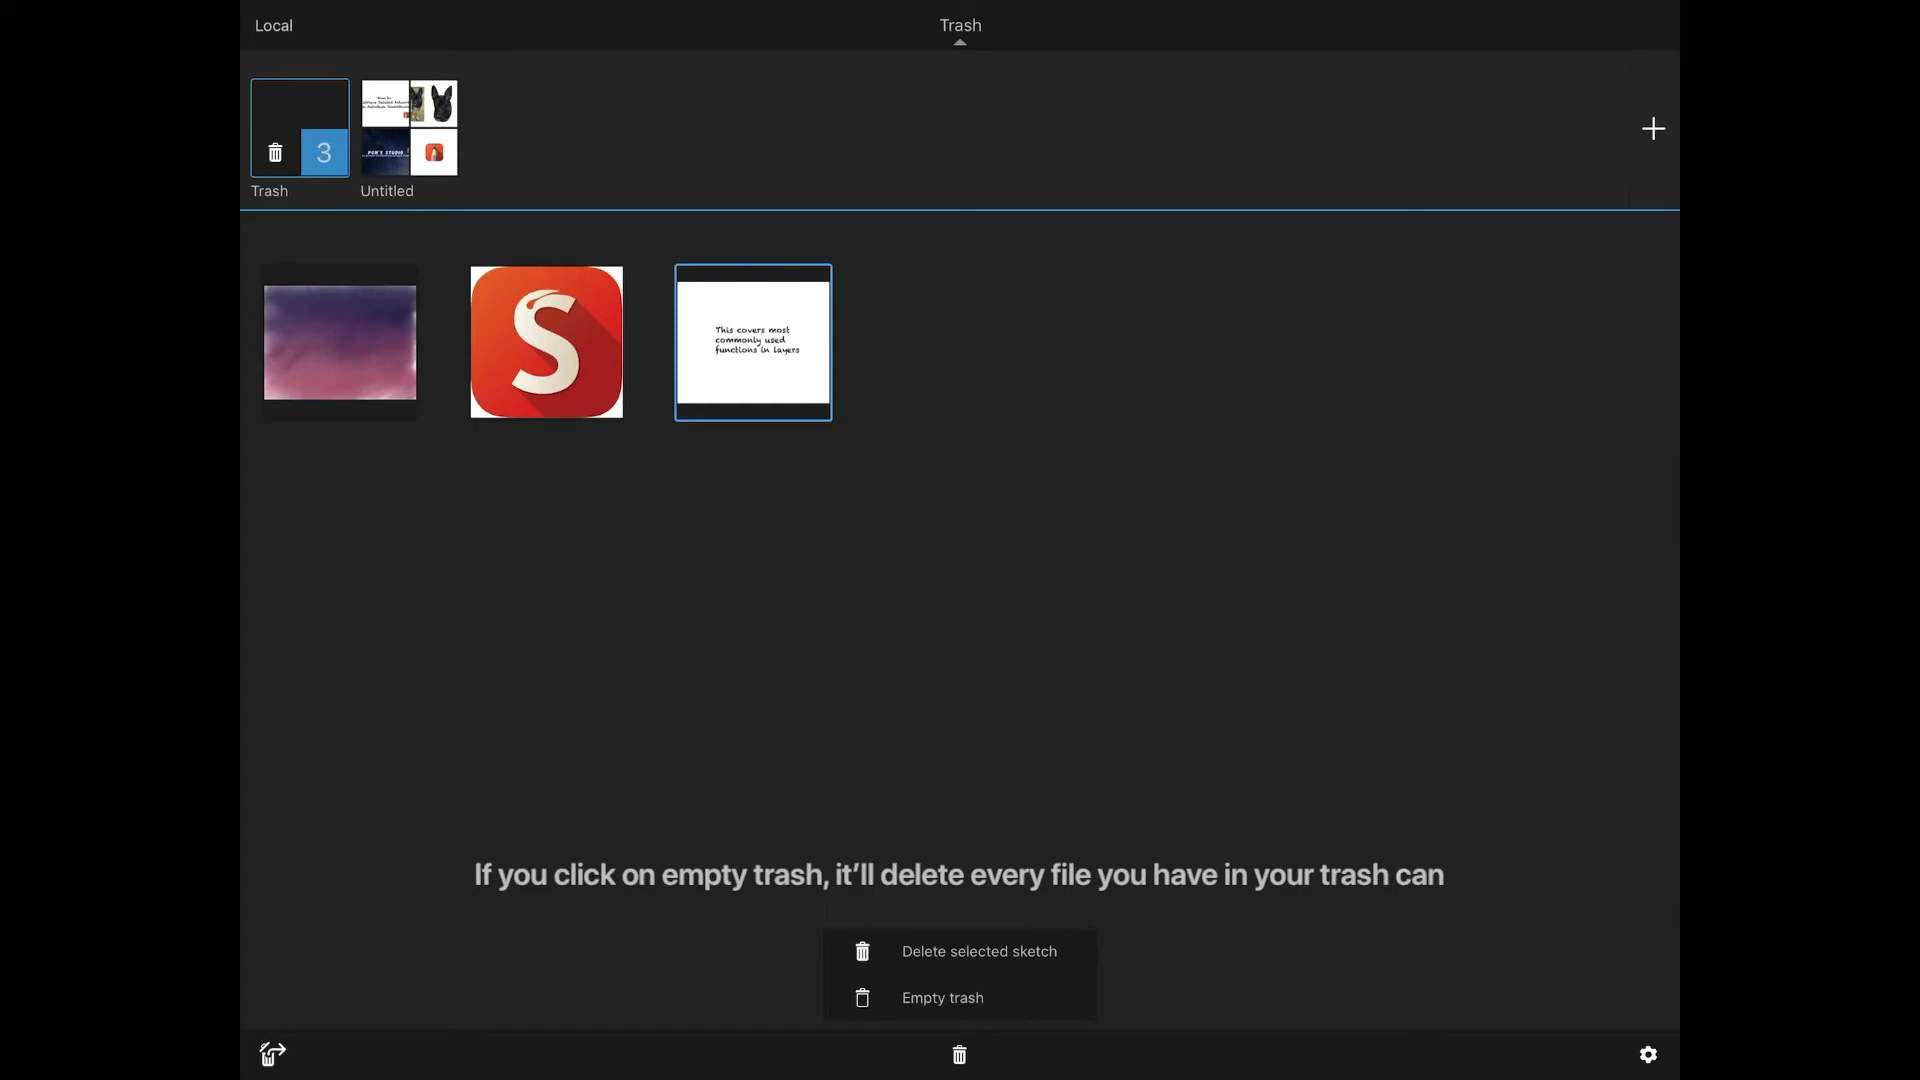 Local
Trash
3
Trash
Untitled
S
This covers most
commonly used
functions in layers
If you click on empty trash, it'll delete every file you have in your trash can
Delete selected sketch
Empty trash